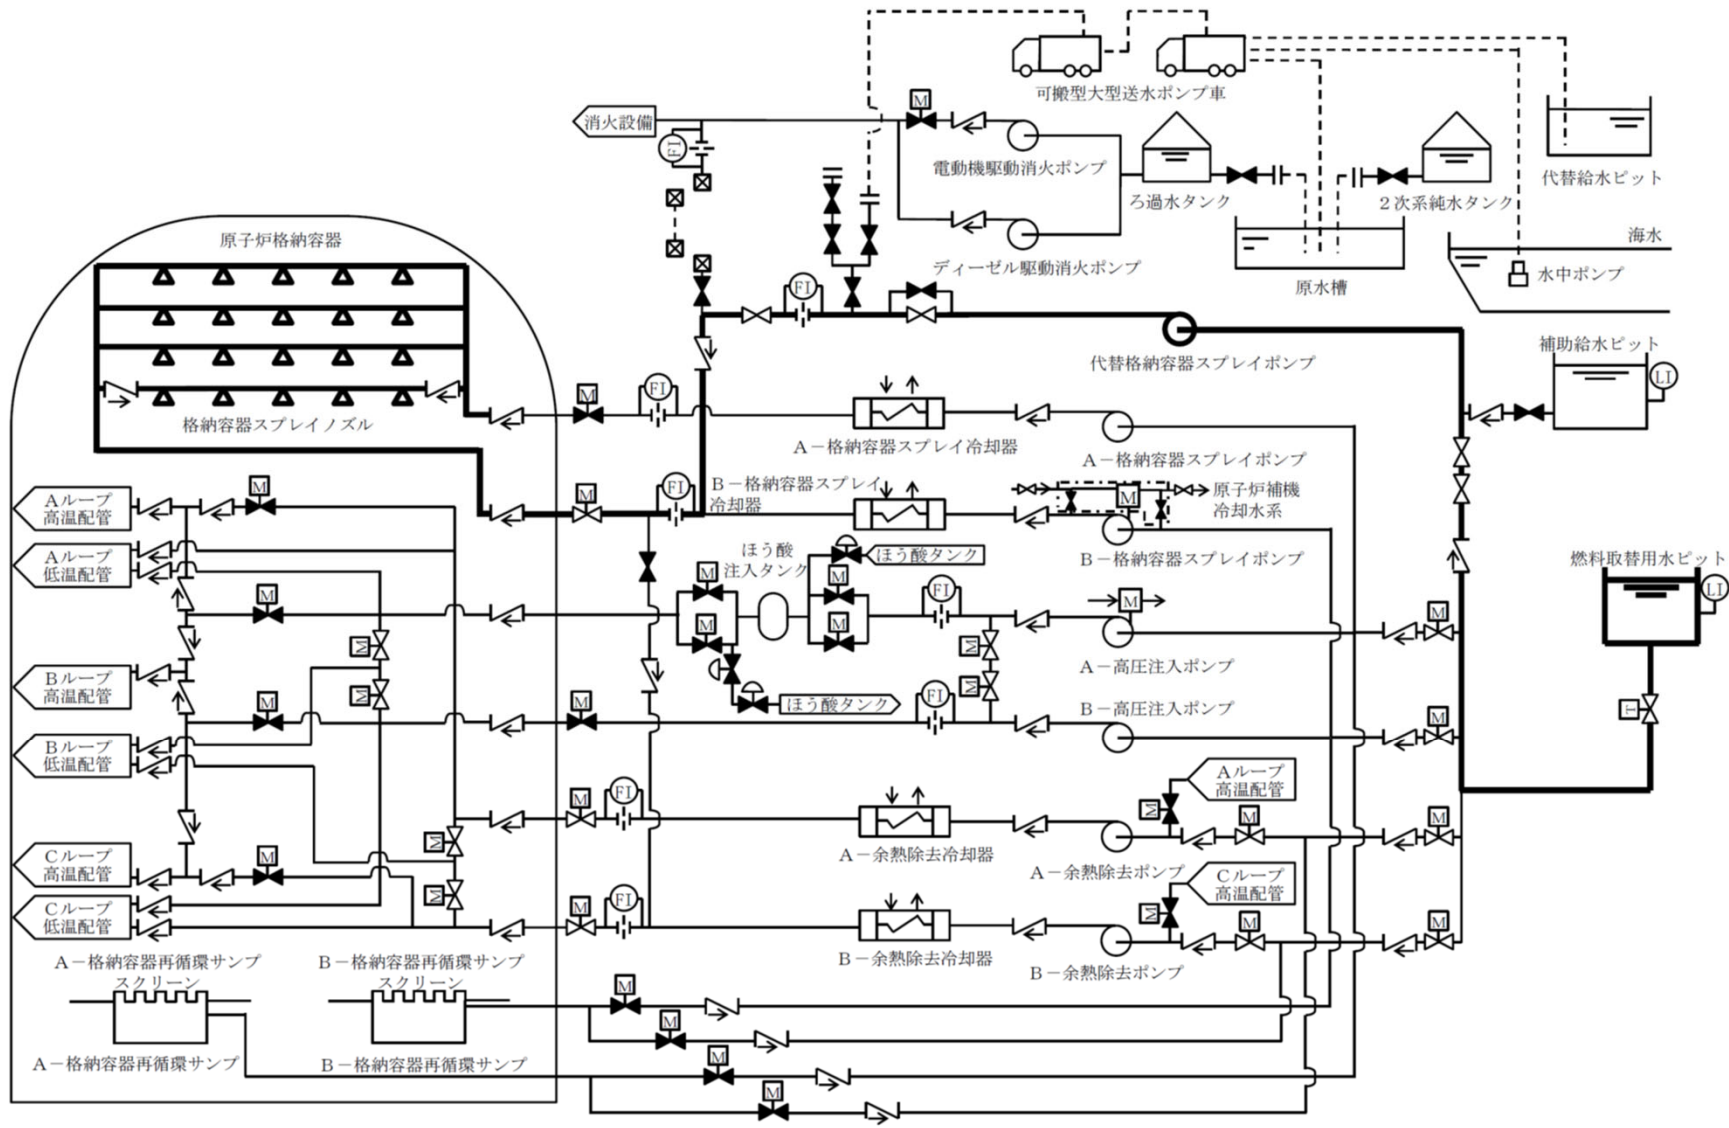 可搬型大型送水ポンプ車
消火設備
FI
M
電動機駆動消火ポンプ
ろ過水タンク
2次系純水タンク
代替給水ピット
原子炉格納容器
ディーゼル駆動消火ポンプ
原水槽
海水
水中ポンプ
FI
代替格納容器スプレイポンプ
補助給水ピット
LI
格納容器スプレイノズル
M
FI
A-格納容器スプレイ冷却器
A-格納容器スプレイポンプ
Aループ
高温配管
M
M
FI
B-格納容器スプレイ
冷却器
M
原子炉補機
冷却水系
B-格納容器スプレイポンプ
Aループ
低温配管
ほう酸
注入タンク
ほう酸タンク
燃料取替用水ピット
LI
M
M
M
FI
M
M
M
M
M
M
A-高圧注入ポンプ
Bループ
高温配管
M
M
ほう酸タンク
M
M
FI
B-高圧注入ポンプ
M
T
Bループ
低温配管
Aループ
高温配管
M
FI
M
M
M
M
A-余熱除去冷却器
A-余熱除去ポンプ
Cループ
高温配管
M
M
Cループ
高温配管
Cループ
低温配管
M
FI
M
M
M
B-余熱除去冷却器
B-余熱除去ポンプ
A-格納容器再循環サンプ
スクリーン
B-格納容器再循環サンプ
スクリーン
M
M
A-格納容器再循環サンプ
B-格納容器再循環サンプ
M
M